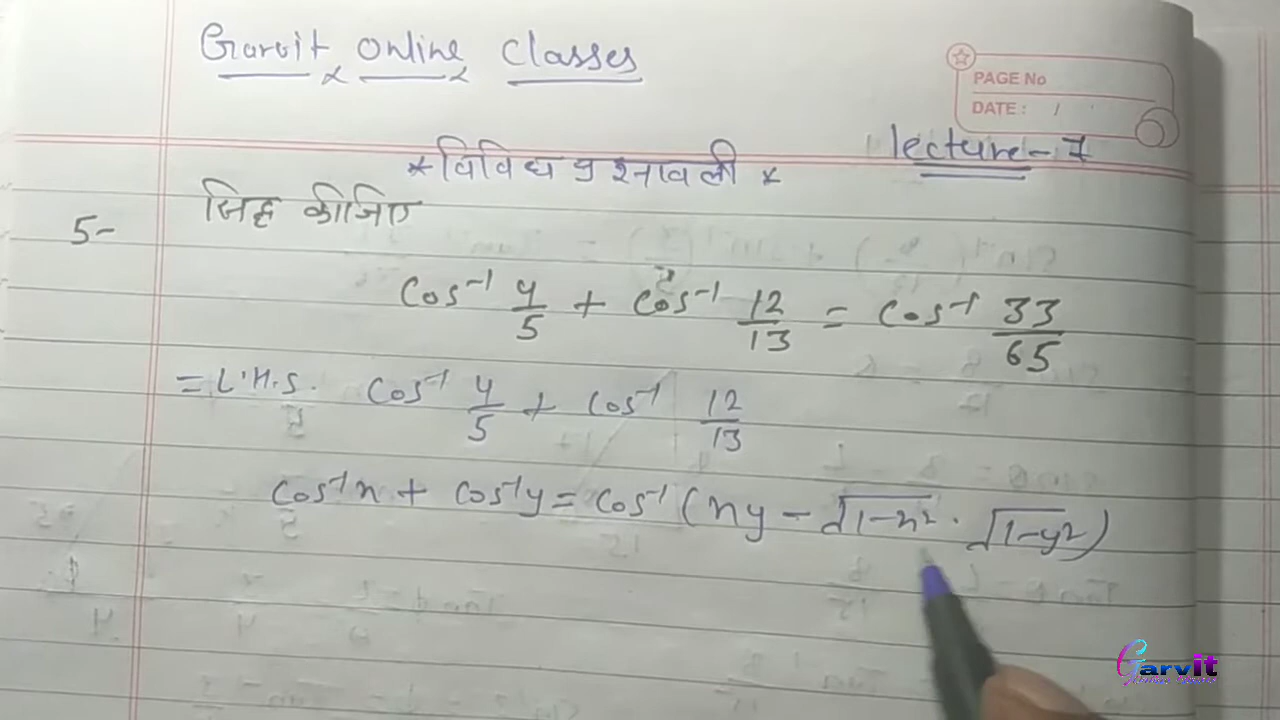 Garvit Online Classes
PAGE No
DATE : /
lecture-7
* विविध प्रश्नावली *
सिद्ध कीजिए
5-
Cos⁻¹ 4/5 + Cos⁻¹ 12/13 = Cos⁻¹ 33/65
= L.H.S. Cos⁻¹ 4/5 + Cos⁻¹ 12/13
Cos⁻¹x + Cos⁻¹y = Cos⁻¹ (xy - √1-x² · √1-y²)
Garvit